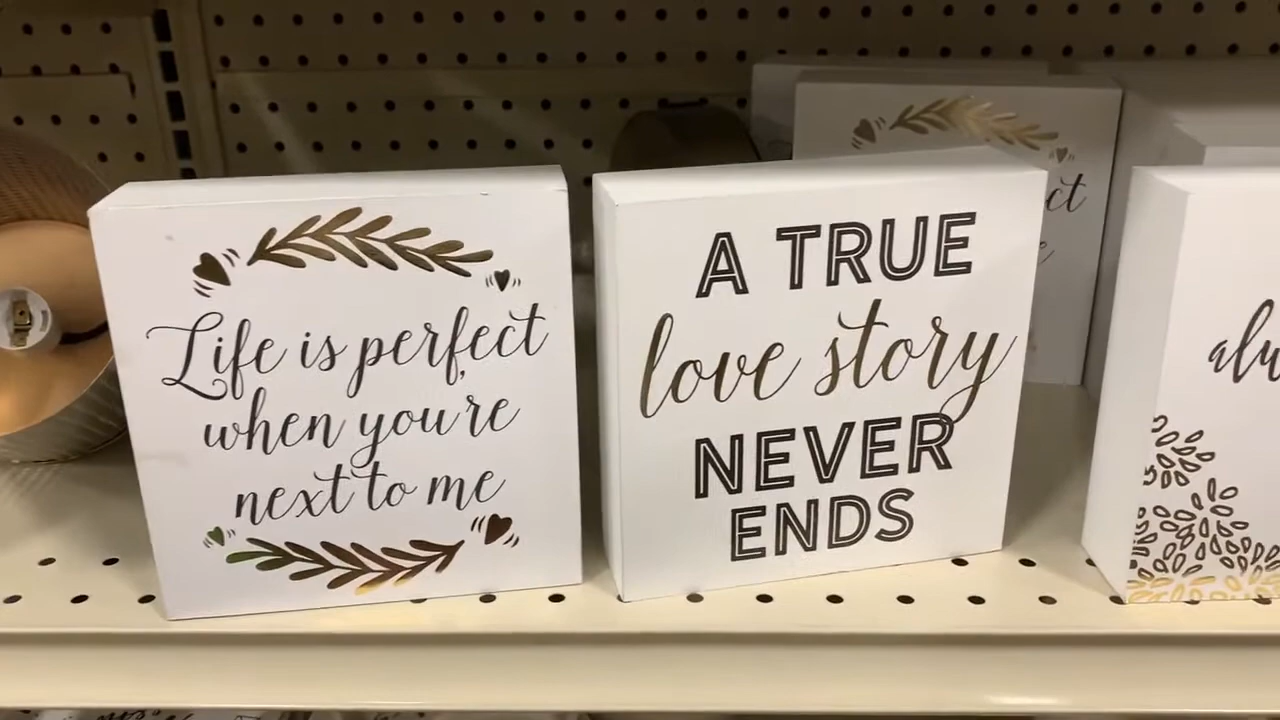 Life is perfect
when you're
next to me
A TRUE
love story
NEVER
ENDS